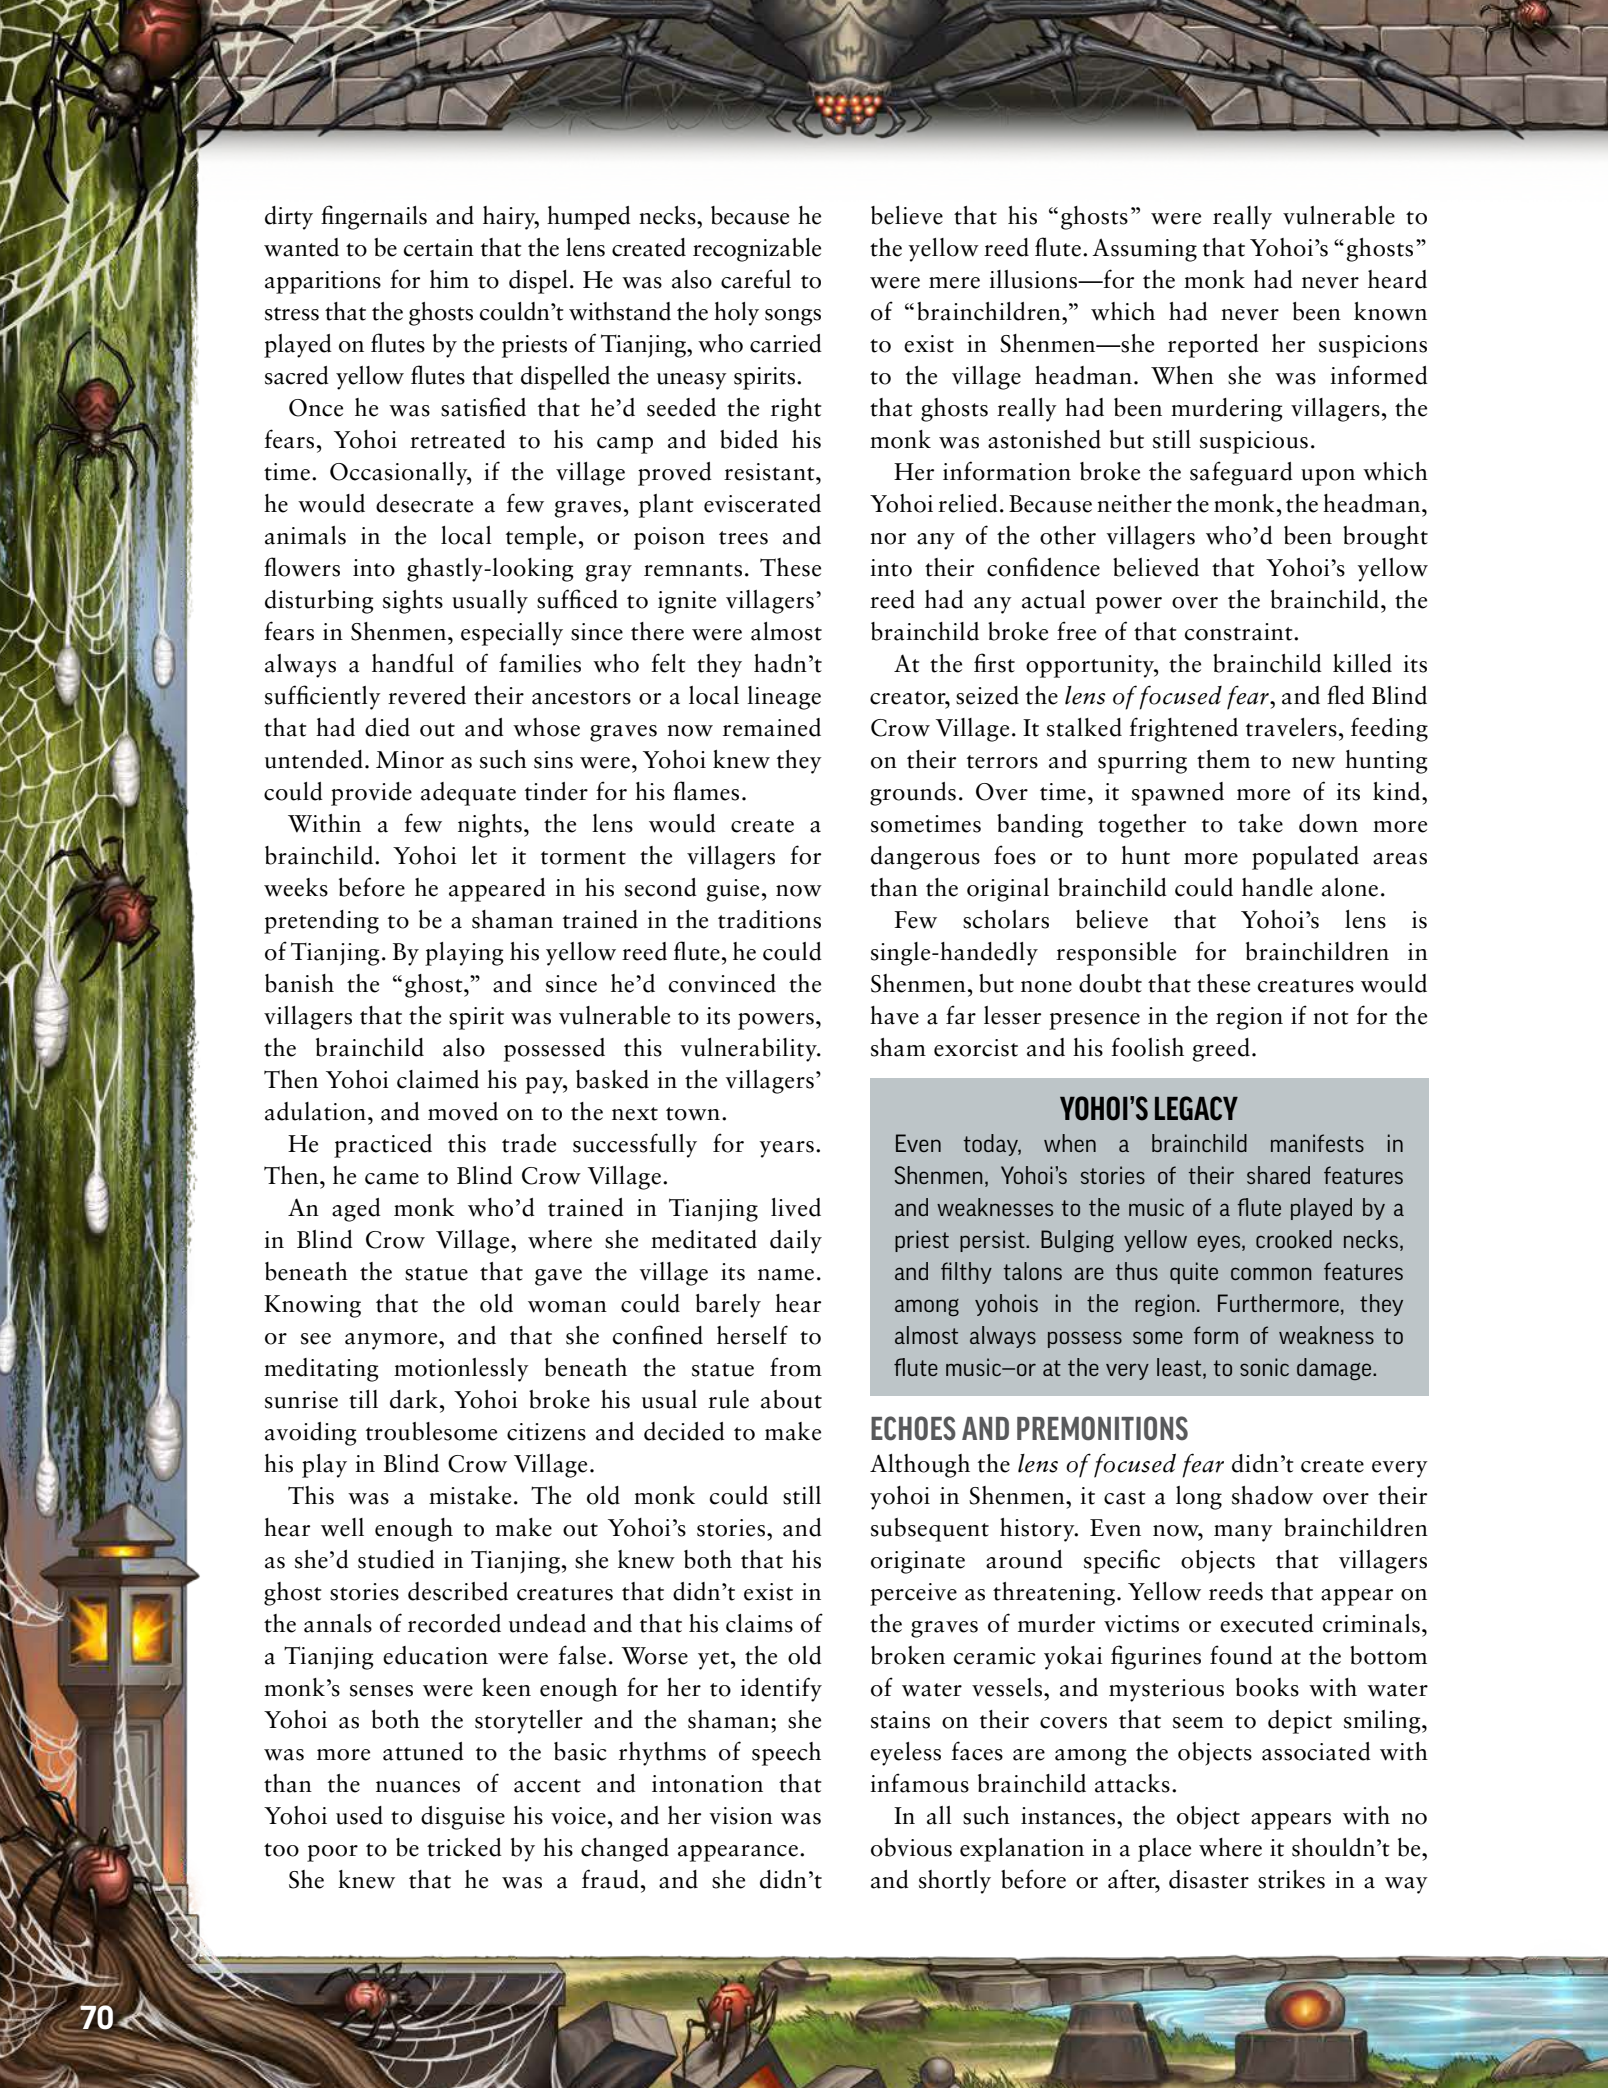 dirty fingernails and hairy, humped necks, because he
wanted to be certain that the lens created recognizable
apparitions for him to dispel. He was also careful to
stress that the ghosts couldn’t withstand the holy songs
played on flutes by the priests of Tianjing, who carried
sacred yellow flutes that dispelled the uneasy spirits.
Once he was satisfied that he’d seeded the right
fears, Yohoi retreated to his camp and bided his
time. Occasionally, if the village proved resistant,
he would desecrate a few graves, plant eviscerated
animals in the local temple, or poison trees and
flowers into ghastly-looking gray remnants. These
disturbing sights usually sufficed to ignite villagers’
fears in Shenmen, especially since there were almost
always a handful of families who felt they hadn’t
sufficiently revered their ancestors or a local lineage
that had died out and whose graves now remained
untended. Minor as such sins were, Yohoi knew they
could provide adequate tinder for his flames.
Within a few nights, the lens would create a
brainchild. Yohoi let it torment the villagers for
weeks before he appeared in his second guise, now
pretending to be a shaman trained in the traditions
of Tianjing. By playing his yellow reed flute, he could
banish the “ghost,” and since he’d convinced the
villagers that the spirit was vulnerable to its powers,
the brainchild also possessed this vulnerability.
Then Yohoi claimed his pay, basked in the villagers’
adulation, and moved on to the next town.
He practiced this trade successfully for years.
Then, he came to Blind Crow Village.
An aged monk who’d trained in Tianjing lived
in Blind Crow Village, where she meditated daily
beneath the statue that gave the village its name.
Knowing that the old woman could barely hear
or see anymore, and that she confined herself to
meditating motionlessly beneath the statue from
sunrise till dark, Yohoi broke his usual rule about
avoiding troublesome citizens and decided to make
his play in Blind Crow Village.
This was a mistake. The old monk could still
hear well enough to make out Yohoi’s stories, and
as she’d studied in Tianjing, she knew both that his
ghost stories described creatures that didn’t exist in
the annals of recorded undead and that his claims of
a Tianjing education were false. Worse yet, the old
monk’s senses were keen enough for her to identify
Yohoi as both the storyteller and the shaman; she
was more attuned to the basic rhythms of speech
than the nuances of accent and intonation that
Yohoi used to disguise his voice, and her vision was
too poor to be tricked by his changed appearance.
She knew that he was a fraud, and she didn’t
believe that his “ghosts” were really vulnerable to
the yellow reed flute. Assuming that Yohoi’s “ghosts”
were mere illusions—for the monk had never heard
of “brainchildren,” which had never been known
to exist in Shenmen—she reported her suspicions
to the village headman. When she was informed
that ghosts really had been murdering villagers, the
monk was astonished but still suspicious.
Her information broke the safeguard upon which
Yohoi relied. Because neither the monk, the headman,
nor any of the other villagers who’d been brought
into their confidence believed that Yohoi’s yellow
reed had any actual power over the brainchild, the
brainchild broke free of that constraint.
At the first opportunity, the brainchild killed its
creator, seized the lens of focused fear, and fled Blind
Crow Village. It stalked frightened travelers, feeding
on their terrors and spurring them to new hunting
grounds. Over time, it spawned more of its kind,
sometimes banding together to take down more
dangerous foes or to hunt more populated areas
than the original brainchild could handle alone.
Few scholars believe that Yohoi’s lens is
single-handedly responsible for brainchildren in
Shenmen, but none doubt that these creatures would
have a far lesser presence in the region if not for the
sham exorcist and his foolish greed.
YOHOI’S LEGACY
Even today, when a brainchild manifests in
Shenmen, Yohoi’s stories of their shared features
and weaknesses to the music of a flute played by a
priest persist. Bulging yellow eyes, crooked necks,
and filthy talons are thus quite common features
among yohois in the region. Furthermore, they
almost always possess some form of weakness to
flute music—or at the very least, to sonic damage.
ECHOES AND PREMONITIONS
Although the lens of focused fear didn’t create every
yohoi in Shenmen, it cast a long shadow over their
subsequent history. Even now, many brainchildren
originate around specific objects that villagers
perceive as threatening. Yellow reeds that appear on
the graves of murder victims or executed criminals,
broken ceramic yokai figurines found at the bottom
of water vessels, and mysterious books with water
stains on their covers that seem to depict smiling,
eyeless faces are among the objects associated with
infamous brainchild attacks.
In all such instances, the object appears with no
obvious explanation in a place where it shouldn’t be,
and shortly before or after, disaster strikes in a way
70